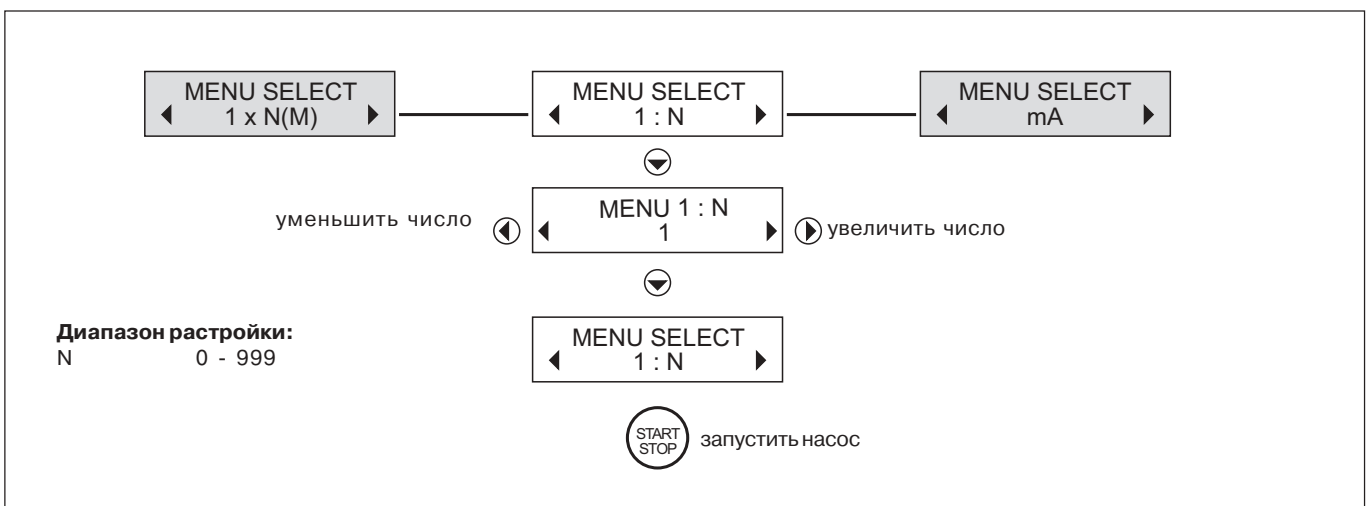 MENU SELECT
1 x N(M)
MENU SELECT
1 : N
MENU SELECT
mA
уменьшить число
MENU 1 : N
1
увеличить число
Диапазон растройки:
N 0 - 999
MENU SELECT
1 : N
START
STOP
запустить насос